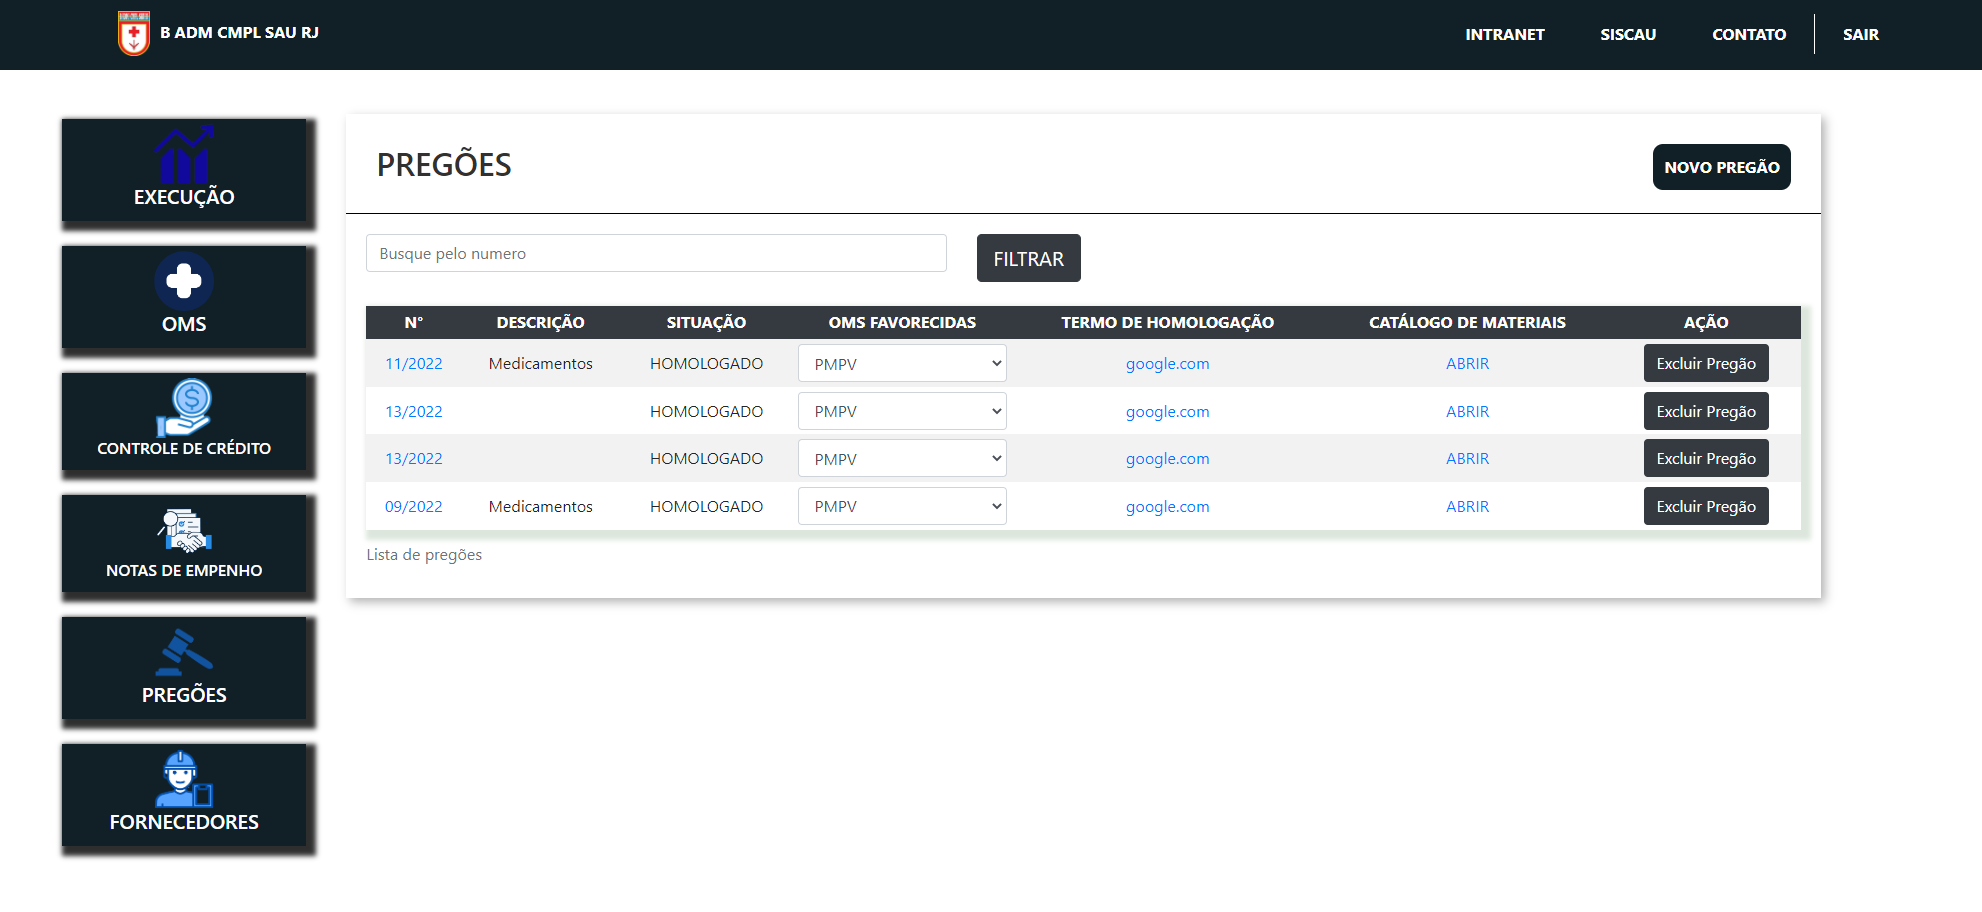 B ADM CMPL SAU RJ
INTRANET SISCAU CONTATO SAIR
EXECUÇÃO
OMS
CONTROLE DE CRÉDITO
NOTAS DE EMPENHO
PREGÕES
FORNECEDORES
PREGÕES
NOVO PREGÃO
Busque pelo numero FILTRAR
N° DESCRIÇÃO SITUAÇÃO OMS FAVORECIDAS TERMO DE HOMOLOGAÇÃO CATÁLOGO DE MATERIAIS AÇÃO
11/2022 Medicamentos HOMOLOGADO PMPV google.com ABRIR Excluir Pregão
13/2022 HOMOLOGADO PMPV google.com ABRIR Excluir Pregão
13/2022 HOMOLOGADO PMPV google.com ABRIR Excluir Pregão
09/2022 Medicamentos HOMOLOGADO PMPV google.com ABRIR Excluir Pregão
Lista de pregões